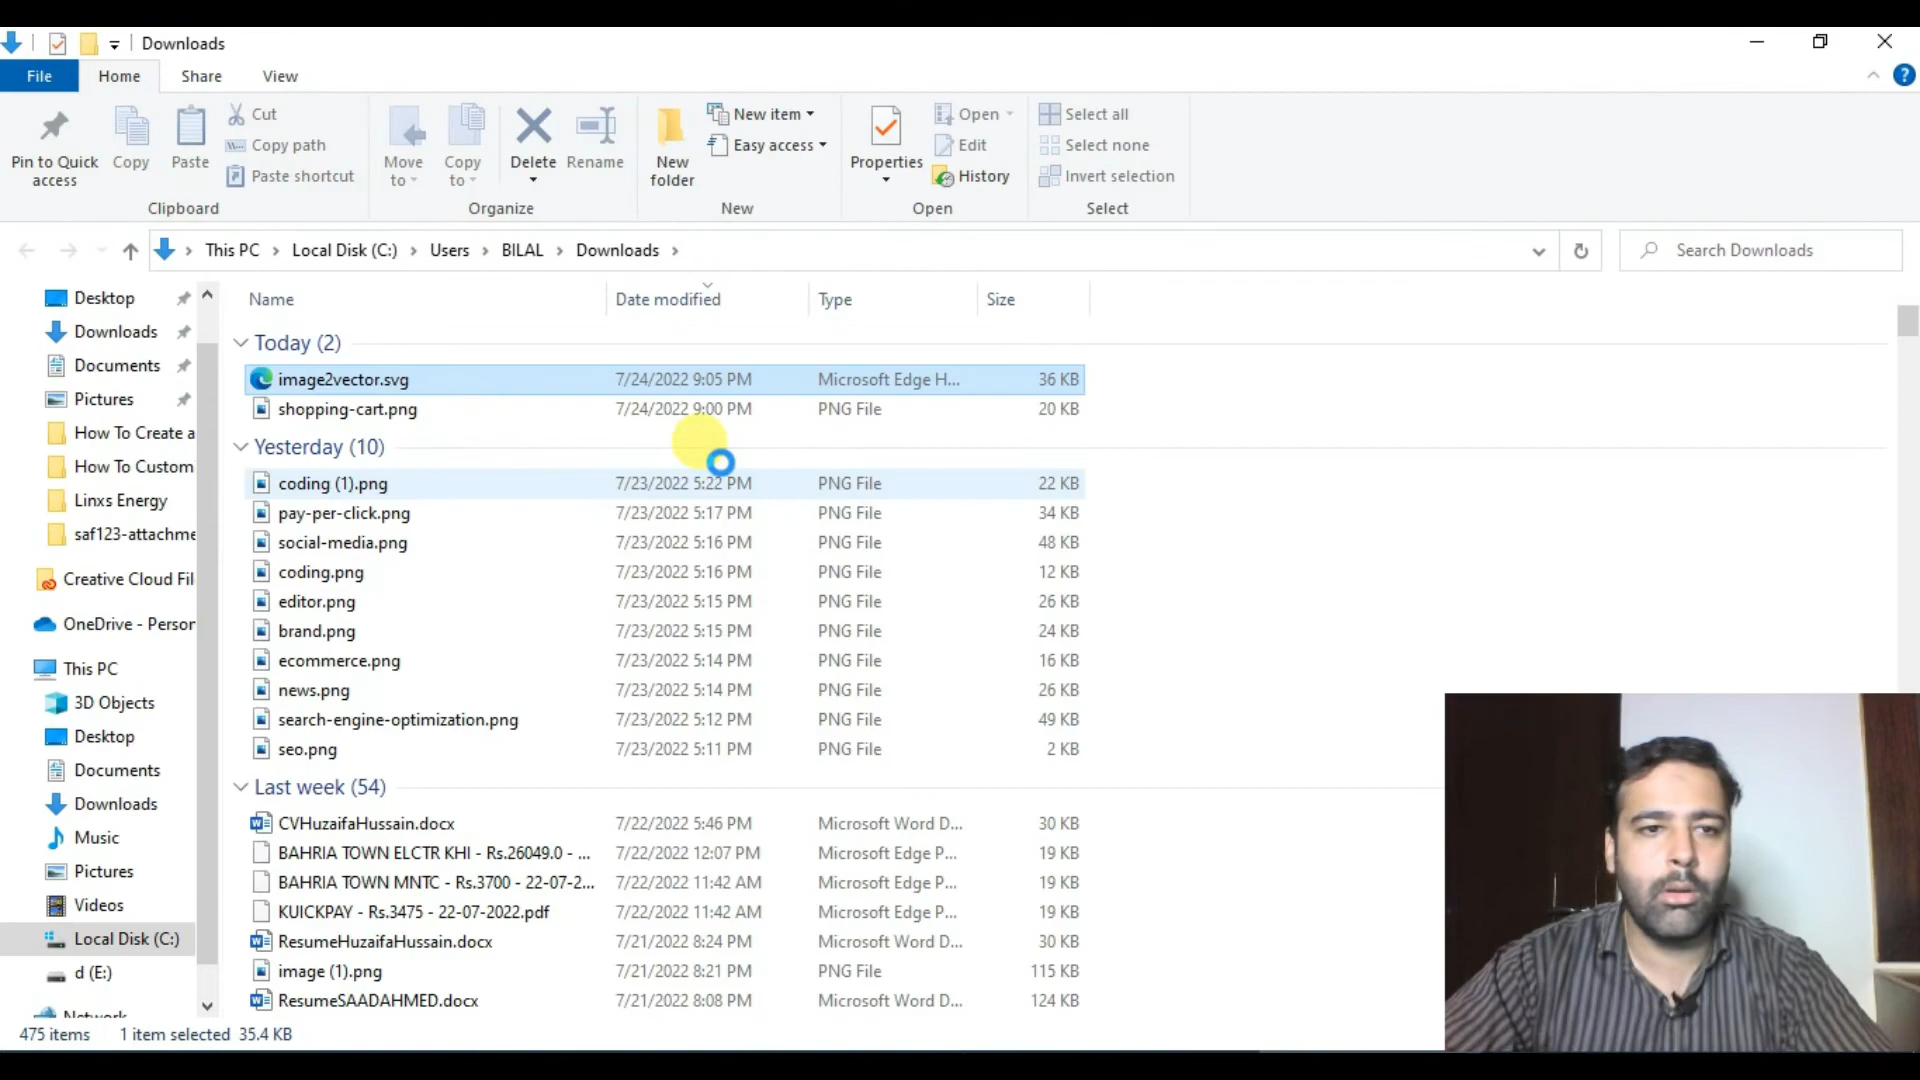 Downloads
File Home Share View
Pin to Quick access
Copy
Paste
Cut
Copy path
Paste shortcut
Clipboard
Move to
Copy to
Delete
Rename
Organize
New folder
New item
Easy access
New
Properties
Open
Edit
History
Open
Select all
Select none
Invert selection
Select
This PC > Local Disk (C:) > Users > BILAL > Downloads >
Search Downloads
Desktop
Downloads
Documents
Pictures
How To Create a
How To Custom
Linxs Energy
saf123-attachme
Creative Cloud Fil
OneDrive - Person
This PC
3D Objects
Desktop
Documents
Downloads
Music
Pictures
Videos
Local Disk (C:)
d (E:)
Network
Name Date modified Type Size
Today (2)
image2vector.svg 7/24/2022 9:05 PM Microsoft Edge H... 36 KB
shopping-cart.png 7/24/2022 9:00 PM PNG File 20 KB
Yesterday (10)
coding (1).png 7/23/2022 5:22 PM PNG File 22 KB
pay-per-click.png 7/23/2022 5:17 PM PNG File 34 KB
social-media.png 7/23/2022 5:16 PM PNG File 48 KB
coding.png 7/23/2022 5:16 PM PNG File 12 KB
editor.png 7/23/2022 5:15 PM PNG File 26 KB
brand.png 7/23/2022 5:15 PM PNG File 24 KB
ecommerce.png 7/23/2022 5:14 PM PNG File 16 KB
news.png 7/23/2022 5:14 PM PNG File 26 KB
search-engine-optimization.png 7/23/2022 5:12 PM PNG File 49 KB
seo.png 7/23/2022 5:11 PM PNG File 2 KB
Last week (54)
CVHuzaifaHussain.docx 7/22/2022 5:46 PM Microsoft Word D... 30 KB
BAHRIA TOWN ELCTR KHI - Rs.26049.0 - ... 7/22/2022 12:07 PM Microsoft Edge P... 19 KB
BAHRIA TOWN MNTC - Rs.3700 - 22-07-2... 7/22/2022 11:42 AM Microsoft Edge P... 19 KB
KUICKPAY - Rs.3475 - 22-07-2022.pdf 7/22/2022 11:42 AM Microsoft Edge P... 19 KB
ResumeHuzaifaHussain.docx 7/21/2022 8:24 PM Microsoft Word D... 30 KB
image (1).png 7/21/2022 8:21 PM PNG File 115 KB
ResumeSAADAHMED.docx 7/21/2022 8:08 PM Microsoft Word D... 124 KB
475 items 1 item selected 35.4 KB